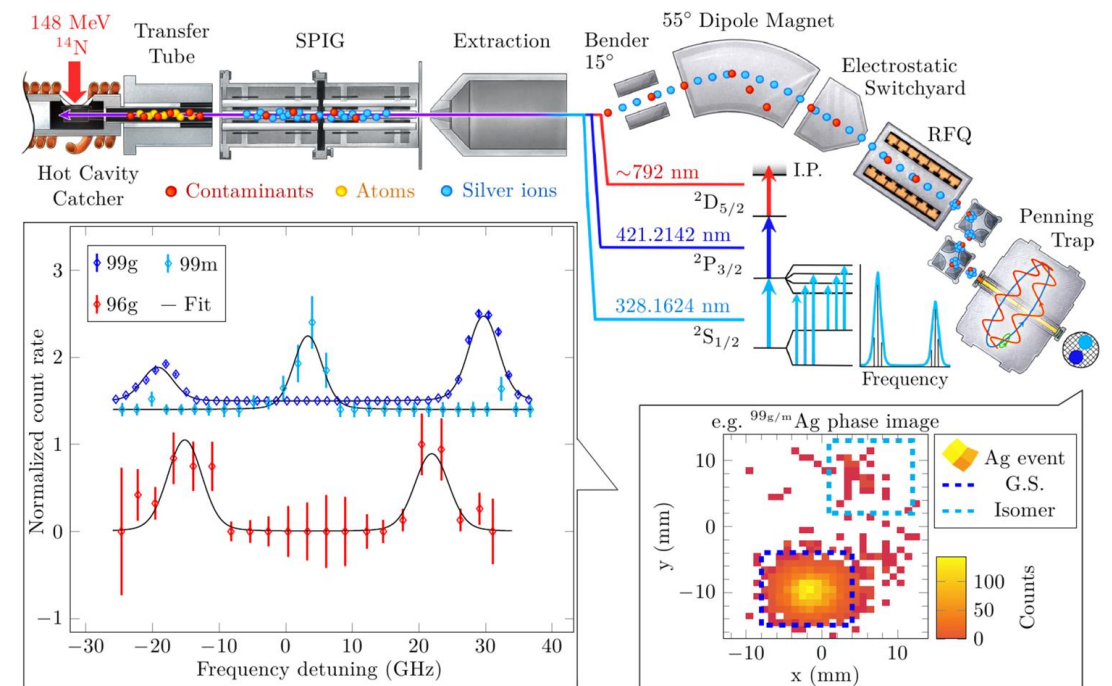 148 MeV
¹⁴N
Transfer
Tube
SPIG
Extraction
Bender
15°
55° Dipole Magnet
Electrostatic
Switchyard
RFQ
Penning
Trap
Hot Cavity
Catcher
Contaminants
Atoms
Silver ions
~792 nm
I.P.
²D₅/₂
421.2142 nm
²P₃/₂
328.1624 nm
²S₁/₂
Frequency
99g
99m
96g
Fit
Normalized count rate
3
2
1
0
−1
−30
−20
−10
0
10
20
30
40
Frequency detuning (GHz)
e.g. ⁹⁹ᵍ/ᵐAg phase image
y (mm)
10
0
−10
−10
0
10
x (mm)
Ag event
G.S.
Isomer
100
50
0
Counts